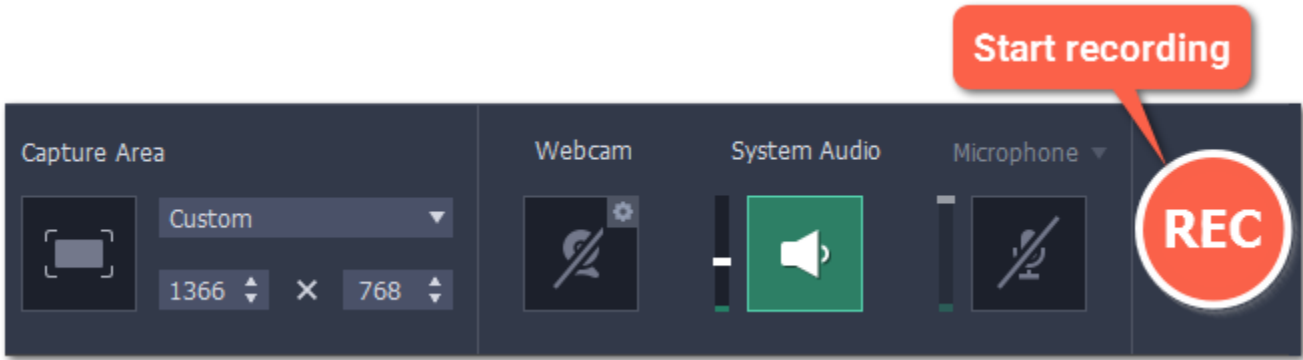 Start recording
Capture Area
Webcam
System Audio
Microphone
Custom
1366 × 768
REC